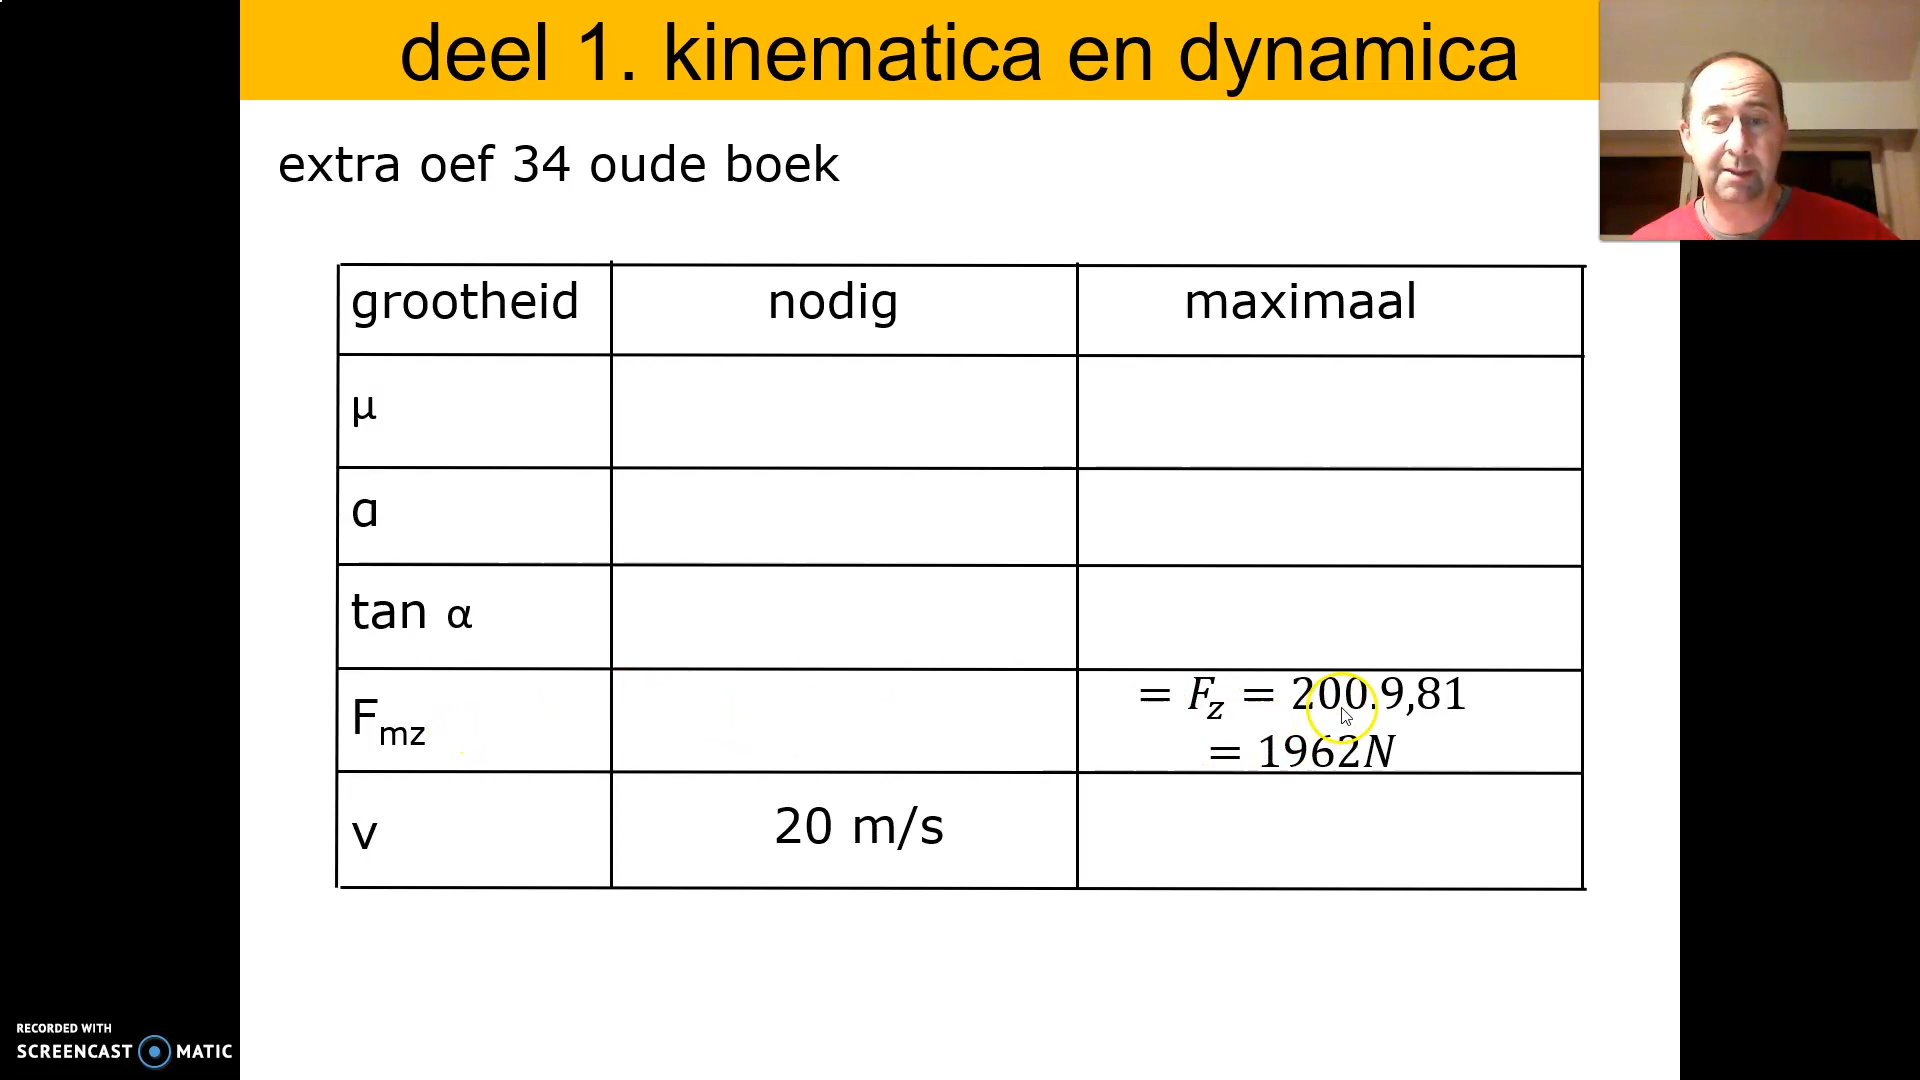 deel 1. kinematica en dynamica
extra oef 34 oude boek
grootheid nodig maximaal
μ
ɑ
tan α
Fmz = Fz = 200.9,81
= 1962N
v 20 m/s
RECORDED WITH
SCREENCAST MATIC